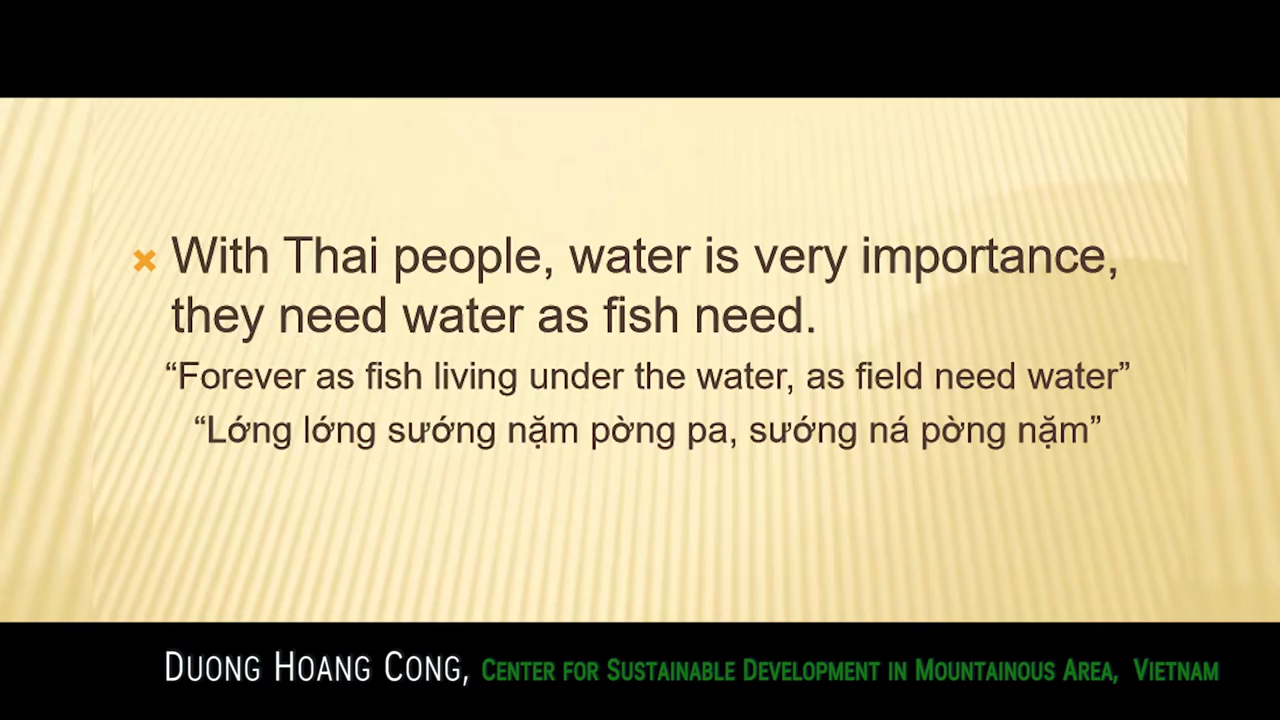 With Thai people, water is very importance,
they need water as fish need.
“Forever as fish living under the water, as field need water”
“Lớng lớng sướng nặm pờng pa, sướng ná pờng nặm”
Duong Hoang Cong, Center for Sustainable Development in Mountainous Area, Vietnam